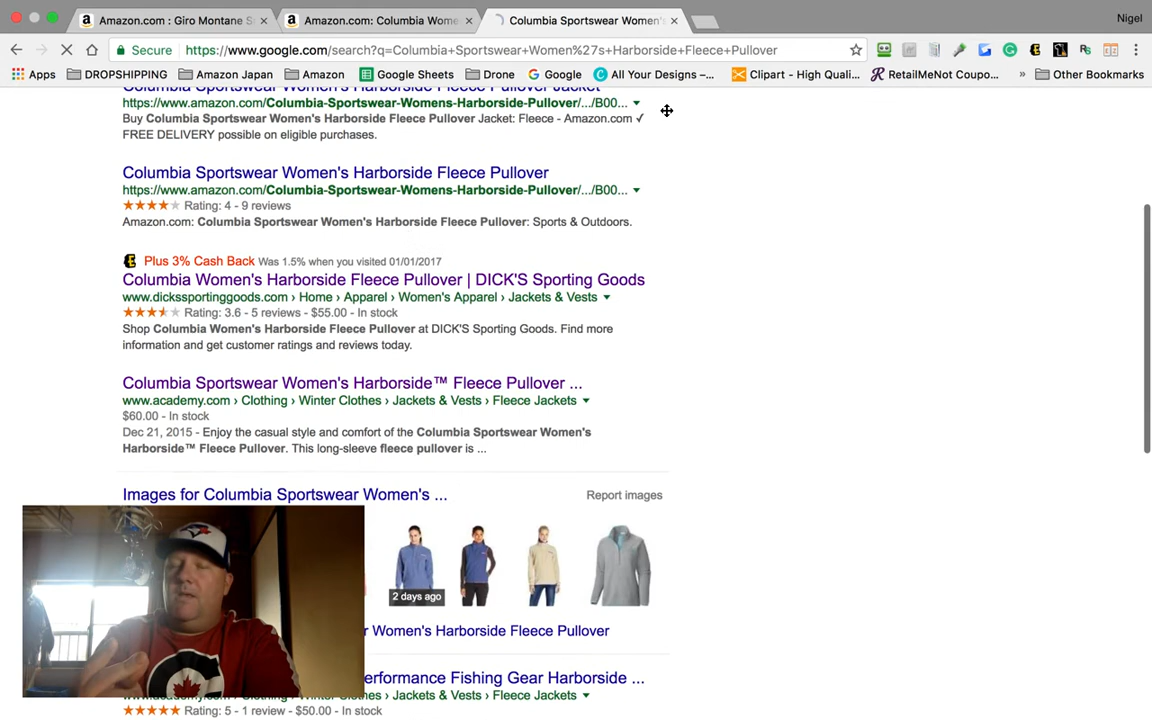 Amazon.com : Giro Montane S
Amazon.com: Columbia Wome
Columbia Sportswear Women's
Nigel
Secure https://www.google.com/search?q=Columbia+Sportswear+Women%27s+Harborside+Fleece+Pullover
Apps DROPSHIPPING Amazon Japan Amazon Google Sheets Drone Google All Your Designs –... Clipart - High Quali... RetailMeNot Coupo... » Other Bookmarks
Columbia Sportswear Women's Harborside Fleece Pullover Jacket
https://www.amazon.com/Columbia-Sportswear-Womens-Harborside-Pullover/.../B00...
Buy Columbia Sportswear Women's Harborside Fleece Pullover Jacket: Fleece - Amazon.com ✓
FREE DELIVERY possible on eligible purchases.
Columbia Sportswear Women's Harborside Fleece Pullover
https://www.amazon.com/Columbia-Sportswear-Womens-Harborside-Pullover/.../B00...
Rating: 4 - 9 reviews
Amazon.com: Columbia Sportswear Women's Harborside Fleece Pullover: Sports & Outdoors.
Plus 3% Cash Back Was 1.5% when you visited 01/01/2017
Columbia Women's Harborside Fleece Pullover | DICK'S Sporting Goods
www.dickssportinggoods.com › Home › Apparel › Women's Apparel › Jackets & Vests
Rating: 3.6 - 5 reviews - $55.00 - In stock
Shop Columbia Women's Harborside Fleece Pullover at DICK'S Sporting Goods. Find more
information and get customer ratings and reviews today.
Columbia Sportswear Women's Harborside™ Fleece Pullover ...
www.academy.com › Clothing › Winter Clothes › Jackets & Vests › Fleece Jackets
$60.00 - In stock
Dec 21, 2015 - Enjoy the casual style and comfort of the Columbia Sportswear Women's
Harborside™ Fleece Pullover. This long-sleeve fleece pullover is ...
Images for Columbia Sportswear Women's ...
Report images
2 days ago
r Women's Harborside Fleece Pullover
erformance Fishing Gear Harborside ...
www.academy.com › Clothing › Winter Clothes › Jackets & Vests › Fleece Jackets
Rating: 5 - 1 review - $50.00 - In stock